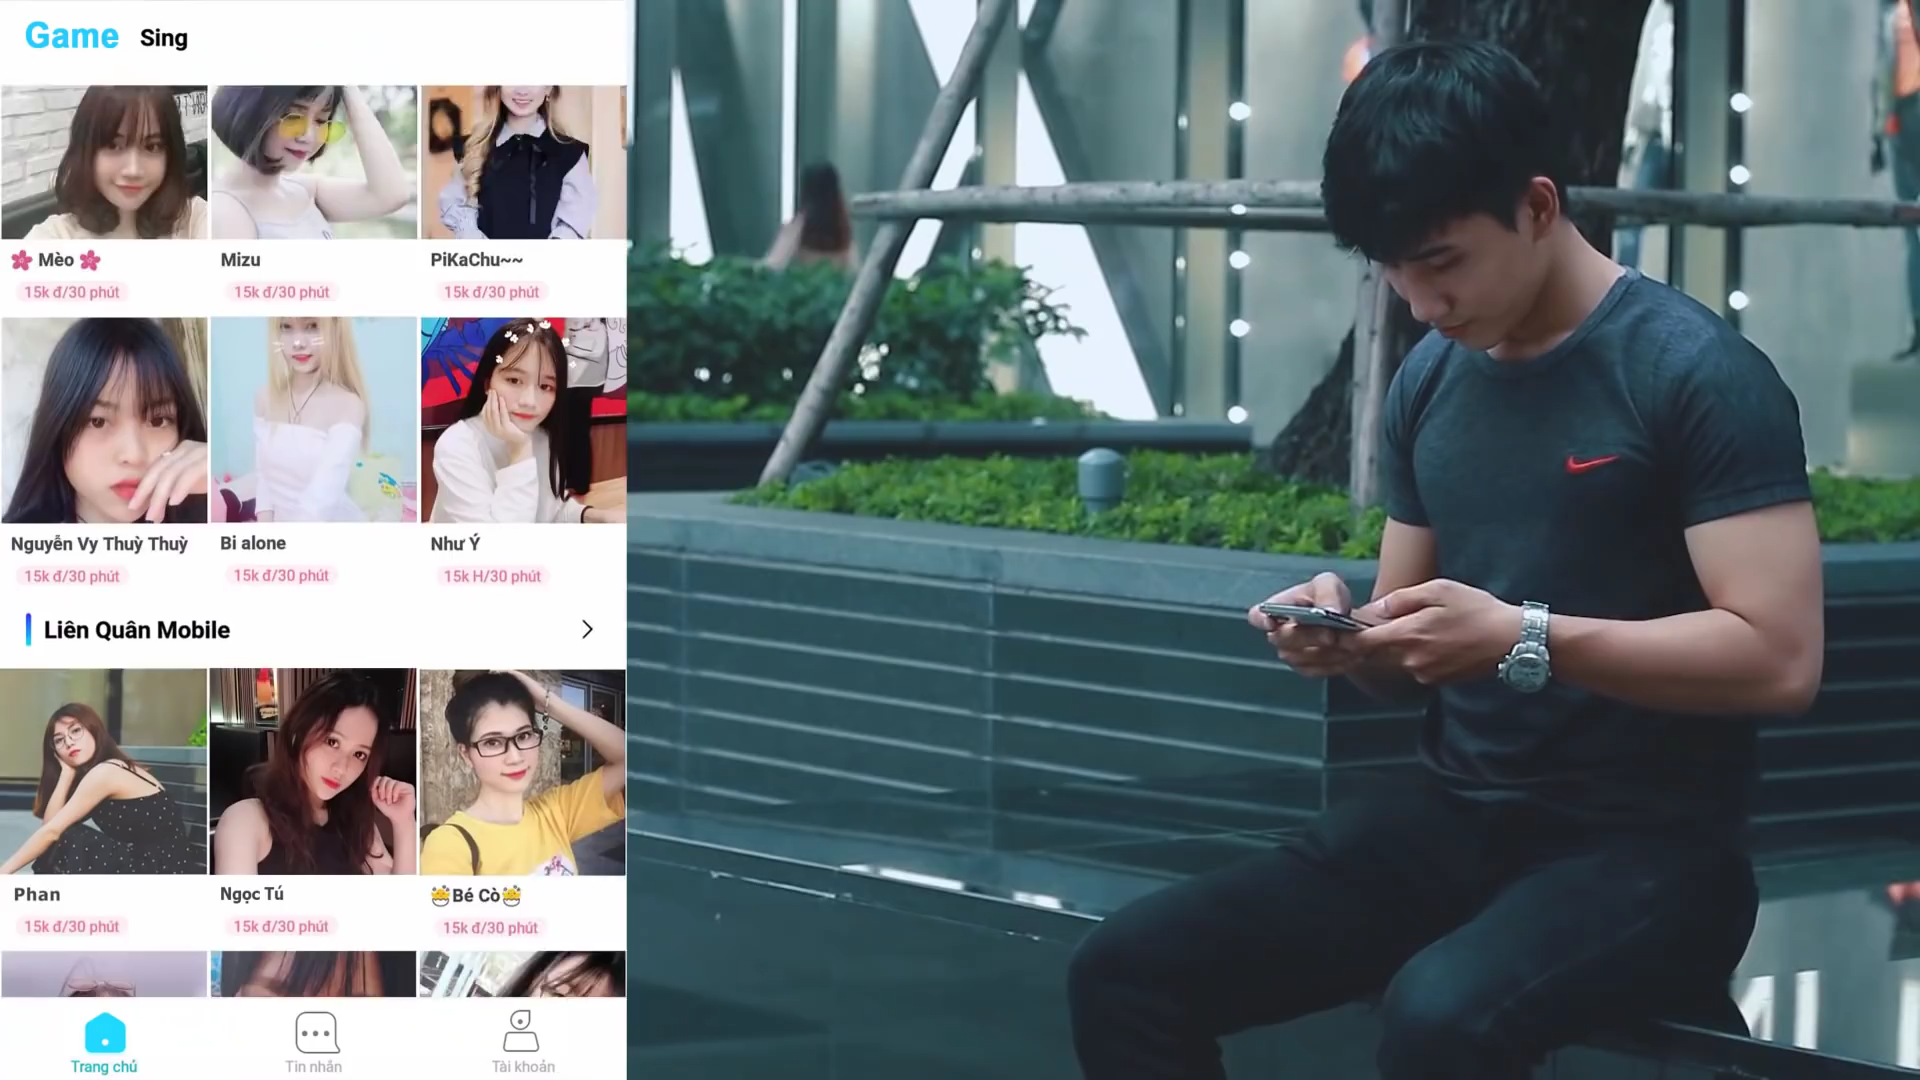 Game Sing
Mèo
Mizu
PiKaChu~~
15k đ/30 phút
15k đ/30 phút
15k đ/30 phút
Nguyễn Vy Thuỳ Thuỳ
Bi alone
Như Ý
15k đ/30 phút
15k đ/30 phút
15k H/30 phút
Liên Quân Mobile
Phan
Ngọc Tú
Bé Cò
15k đ/30 phút
15k đ/30 phút
15k đ/30 phút
Trang chủ
Tin nhắn
Tài khoản